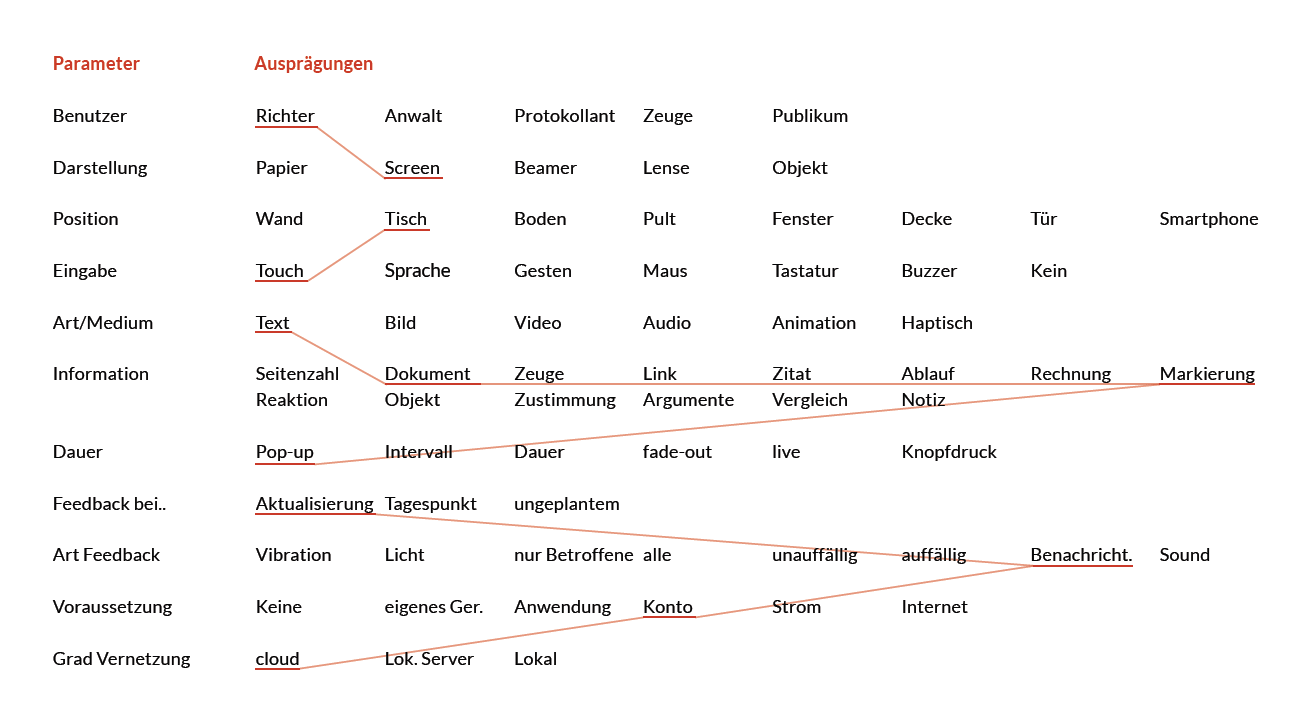 Parameter Ausprägungen
Benutzer Richter Anwalt Protokollant Zeuge Publikum
Darstellung Papier Screen Beamer Lense Objekt
Position Wand Tisch Boden Pult Fenster Decke Tür Smartphone
Eingabe Touch Sprache Gesten Maus Tastatur Buzzer Kein
Art/Medium Text Bild Video Audio Animation Haptisch
Information Seitenzahl Dokument Zeuge Link Zitat Ablauf Rechnung Markierung
Reaktion Objekt Zustimmung Argumente Vergleich Notiz
Dauer Pop-up Intervall Dauer fade-out live Knopfdruck
Feedback bei.. Aktualisierung Tagespunkt ungeplantem
Art Feedback Vibration Licht nur Betroffene alle unauffällig auffällig Benachricht. Sound
Voraussetzung Keine eigenes Ger. Anwendung Konto Strom Internet
Grad Vernetzung cloud Lok. Server Lokal